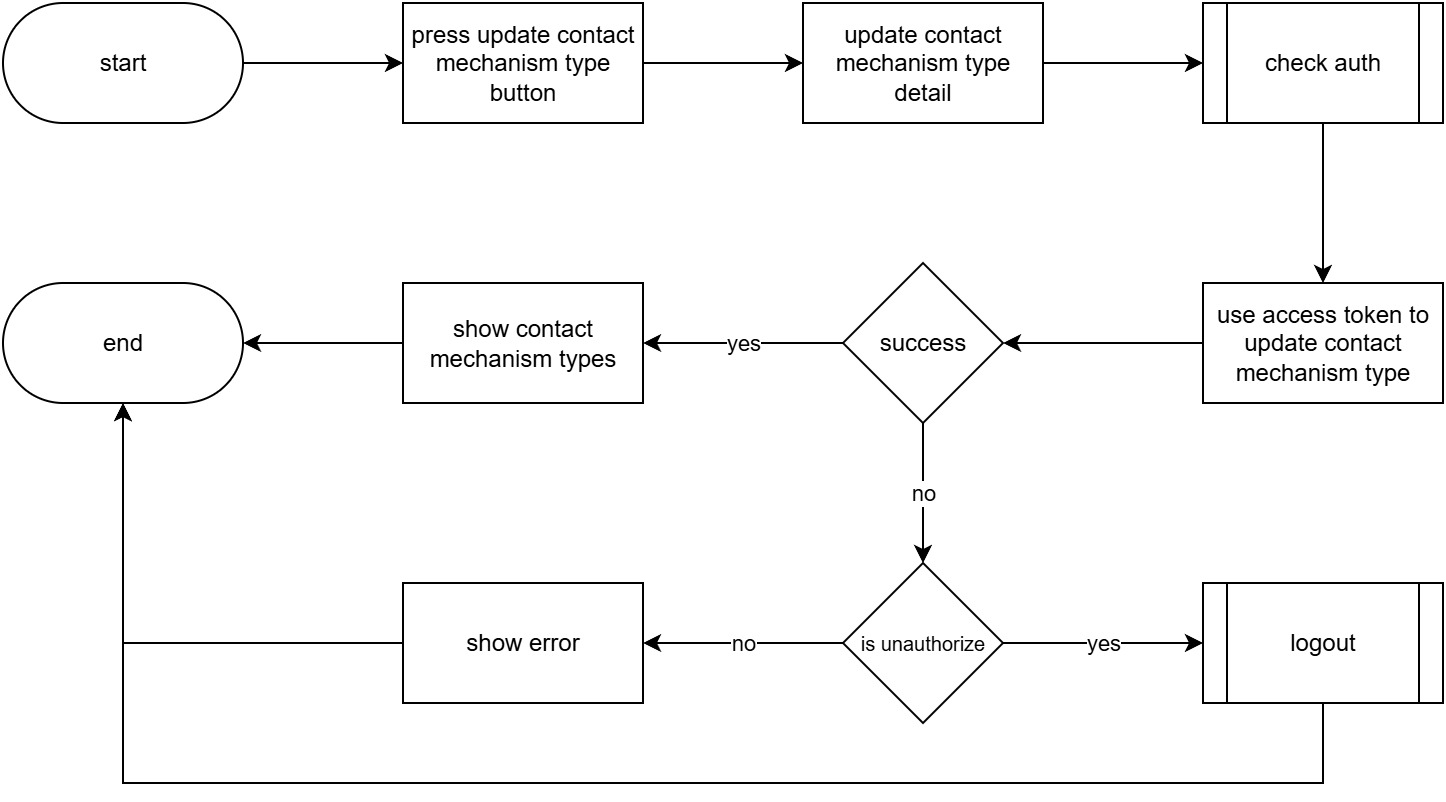 start
press update contact
mechanism type
button
update contact
mechanism type
detail
check auth
end
show contact
mechanism types
yes
success
use access token to
update contact
mechanism type
no
show error
no
is unauthorize
yes
logout